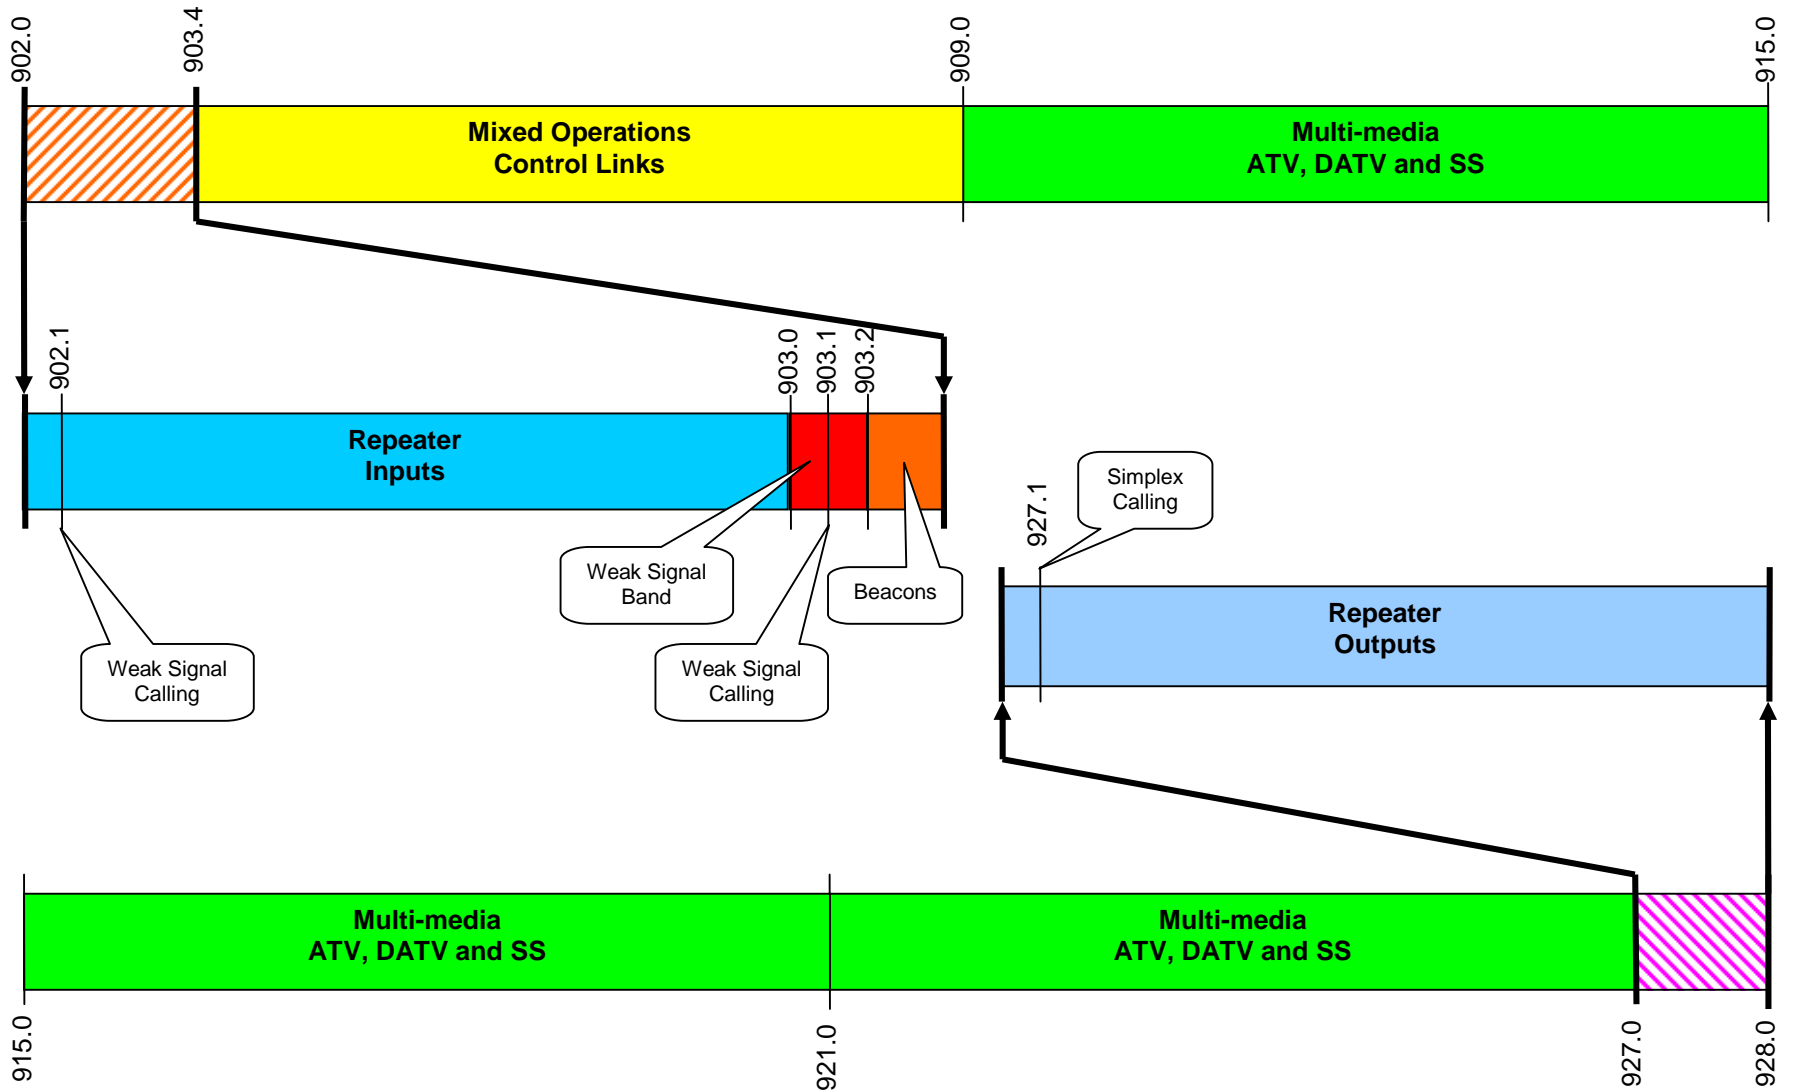 902.0
903.4
909.0
915.0
Mixed Operations
Control Links
Multi-media
ATV, DATV and SS
902.1
903.0
903.1
903.2
Repeater
Inputs
Simplex
Calling
927.1
Weak Signal
Band
Beacons
Repeater
Outputs
Weak Signal
Calling
Weak Signal
Calling
Multi-media
ATV, DATV and SS
Multi-media
ATV, DATV and SS
915.0
921.0
927.0
928.0